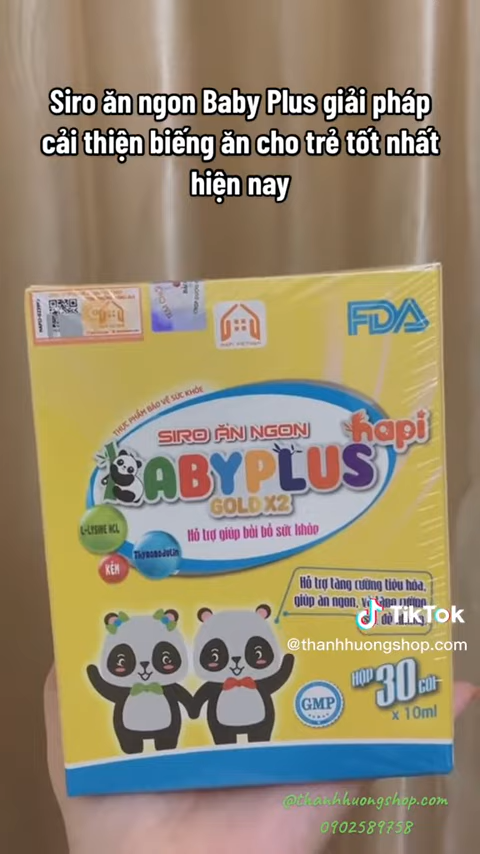 Siro ăn ngon Baby Plus giải pháp
cải thiện biếng ăn cho trẻ tốt nhất
hiện nay
FDA
THỰC PHẨM BẢO VỆ SỨC KHỎE
SIRO ĂN NGON
hapi
BABYPLUS
GOLD X2
Hỗ trợ giúp bồi bổ sức khỏe
L-LYSINE HCL
KẼM
Thymomodulin
Hỗ trợ tăng cường tiêu hóa,
giúp ăn ngon, và tăng cường
TikTok
@thanhhuongshop.com
HỘP 30 GÓI
x 10ml
GMP
@thanhhuongshop.com
0902589758